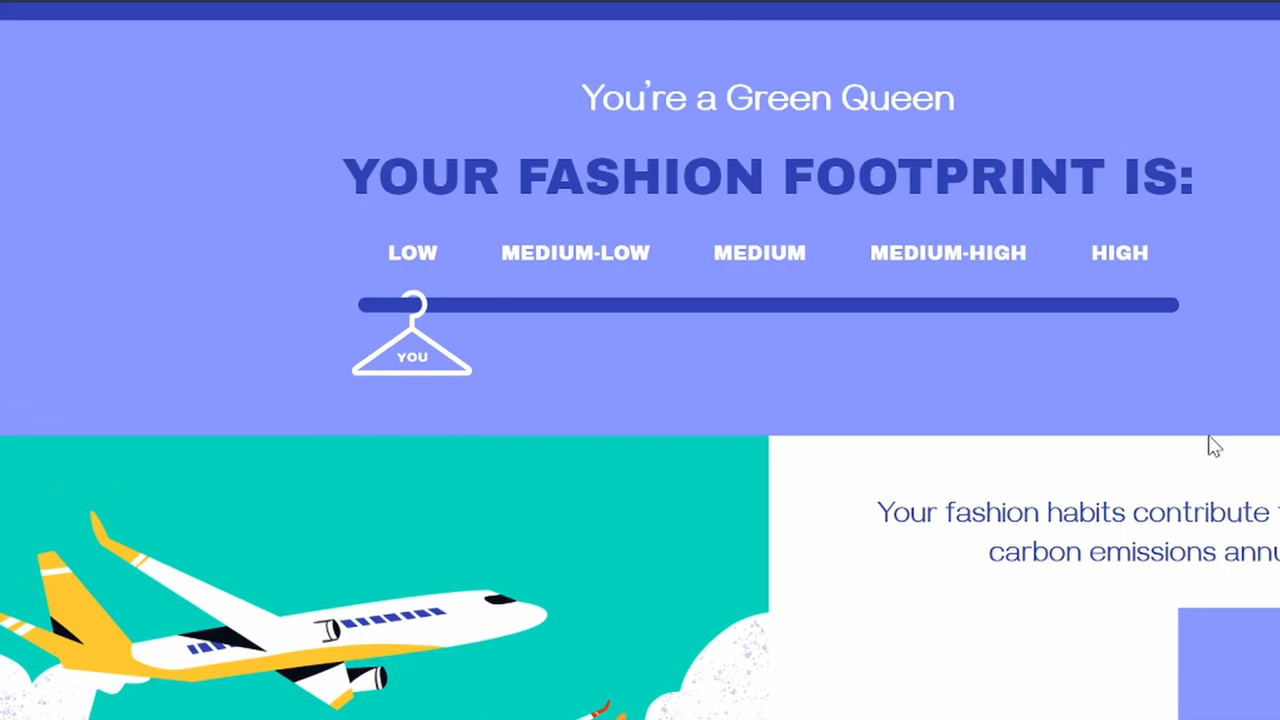 You're a Green Queen
YOUR FASHION FOOTPRINT IS:
LOW MEDIUM-LOW MEDIUM MEDIUM-HIGH HIGH
YOU
Your fashion habits contribute
carbon emissions